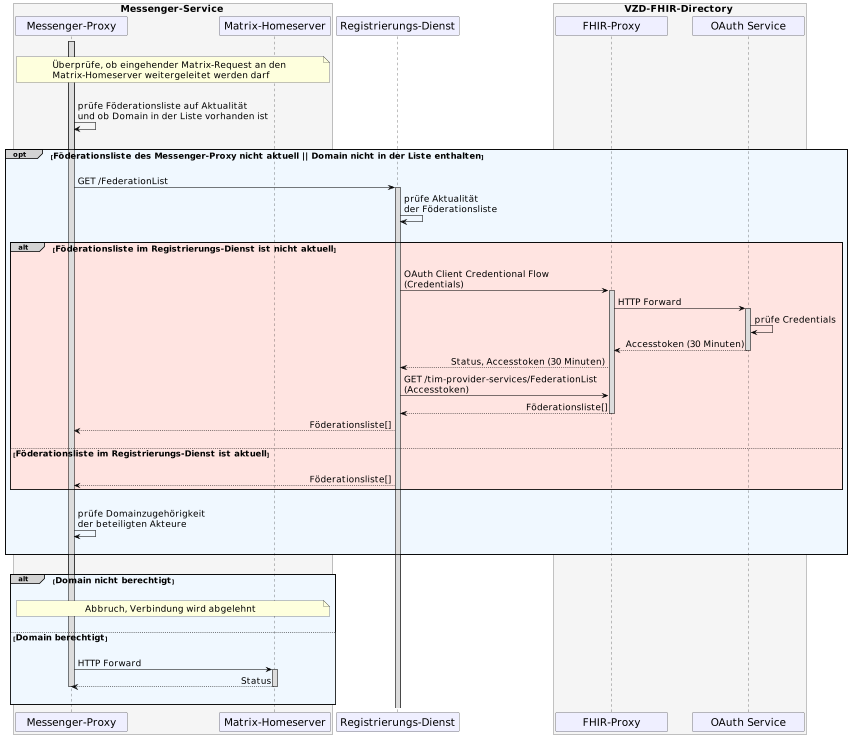 Messenger-Service
VZD-FHIR-Directory
Messenger-Proxy
Matrix-Homeserver
Registrierungs-Dienst
FHIR-Proxy
OAuth Service
Überprüfe, ob eingehender Matrix-Request an den
Matrix-Homeserver weitergeleitet werden darf
prüfe Föderationsliste auf Aktualität
und ob Domain in der Liste vorhanden ist
opt
[Föderationsliste des Messenger-Proxy nicht aktuell || Domain nicht in der Liste enthalten]
GET /FederationList
prüfe Aktualität
der Föderationsliste
alt
[Föderationsliste im Registrierungs-Dienst ist nicht aktuell]
OAuth Client Credentional Flow
(Credentials)
HTTP Forward
prüfe Credentials
Accesstoken (30 Minuten)
Status, Accesstoken (30 Minuten)
GET /tim-provider-services/FederationList
(Accesstoken)
Föderationsliste[]
Föderationsliste[]
[Föderationsliste im Registrierungs-Dienst ist aktuell]
Föderationsliste[]
prüfe Domainzugehörigkeit
der beteiligten Akteure
alt
[Domain nicht berechtigt]
Abbruch, Verbindung wird abgelehnt
[Domain berechtigt]
HTTP Forward
Status
Messenger-Proxy
Matrix-Homeserver
Registrierungs-Dienst
FHIR-Proxy
OAuth Service